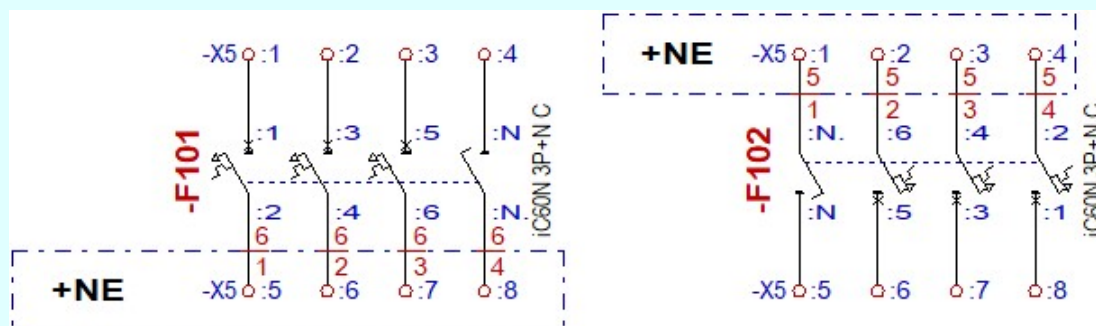 -X5 :1 :2 :3 :4
:1 :3 :5 :N
-F101
iC60N 3P+N C
:2 :4 :6 :N.
6 6 6 6
1 2 3 4
+NE -X5 :5 :6 :7 :8
+NE -X5 :1 :2 :3 :4
5 5 5 5
1 2 3 4
:N. :6 :4 :2
-F102
iC60N 3P+N C
:N :5 :3 :1
-X5 :5 :6 :7 :8